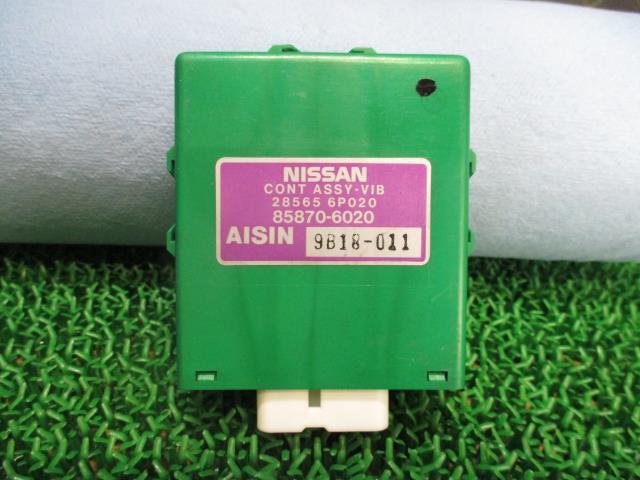 NISSAN
CONT ASSY-VIB
28565 6P020
85870-6020
AISIN 9B18-011